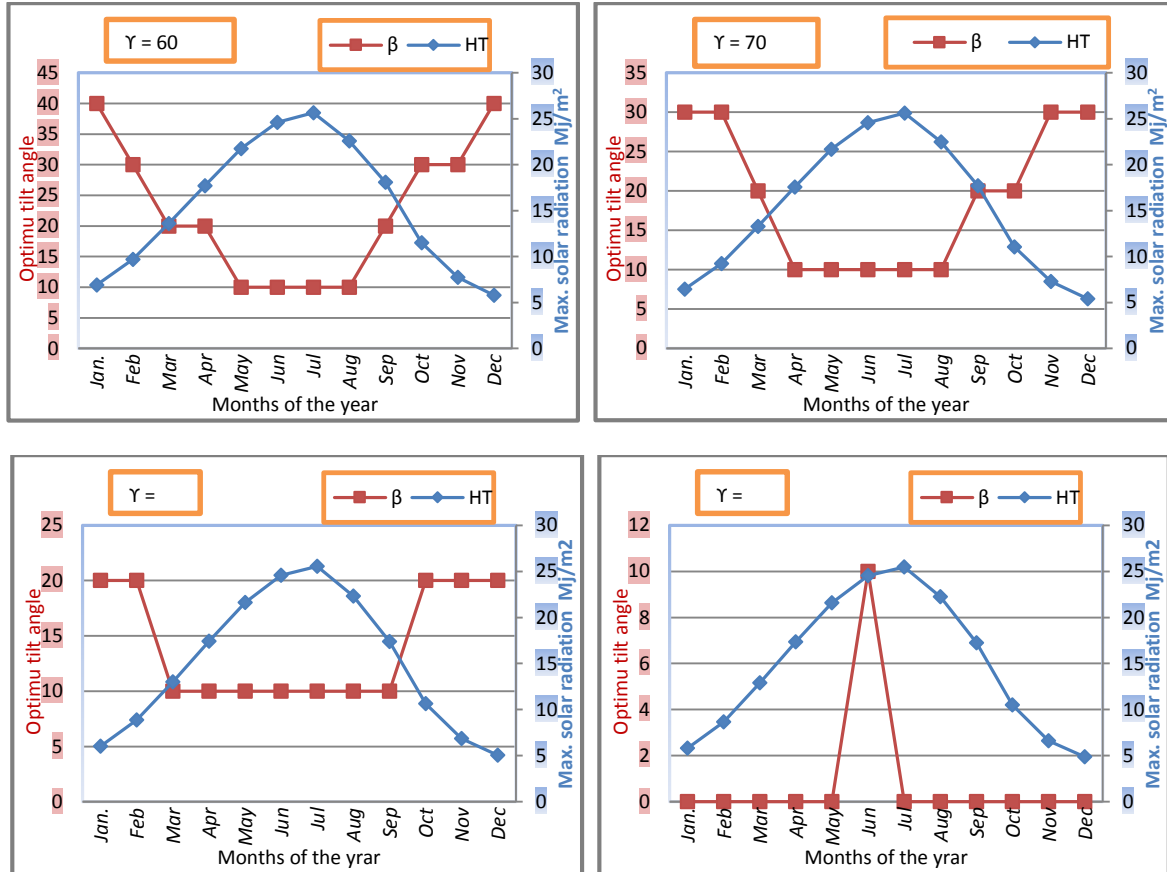 ϒ = 60
β HT
Optimu tilt angle
45
40
35
30
25
20
15
10
5
0
30
25
20
15
10
5
0
Max. solar radiation Mj/m²
Jan. Feb Mar Apr May Jun Jul Aug Sep Oct Nov Dec
Months of the year
ϒ = 70
β HT
Optimu tilt angle
35
30
25
20
15
10
5
0
30
25
20
15
10
5
0
Max. solar radiation Mj/m²
Jan. Feb Mar Apr May Jun Jul Aug Sep Oct Nov Dec
Months of the year
ϒ =
β HT
Optimu tilt angle
25
20
15
10
5
0
30
25
20
15
10
5
0
Max. solar radiation Mj/m2
Jan. Feb Mar Apr May Jun Jul Aug Sep Oct Nov Dec
Months of the yrar
ϒ =
β HT
Optimu tilt angle
12
10
8
6
4
2
0
30
25
20
15
10
5
0
Max. solar radiation Mj/m2
Jan. Feb Mar Apr May Jun Jul Aug Sep Oct Nov Dec
Months of the yrar